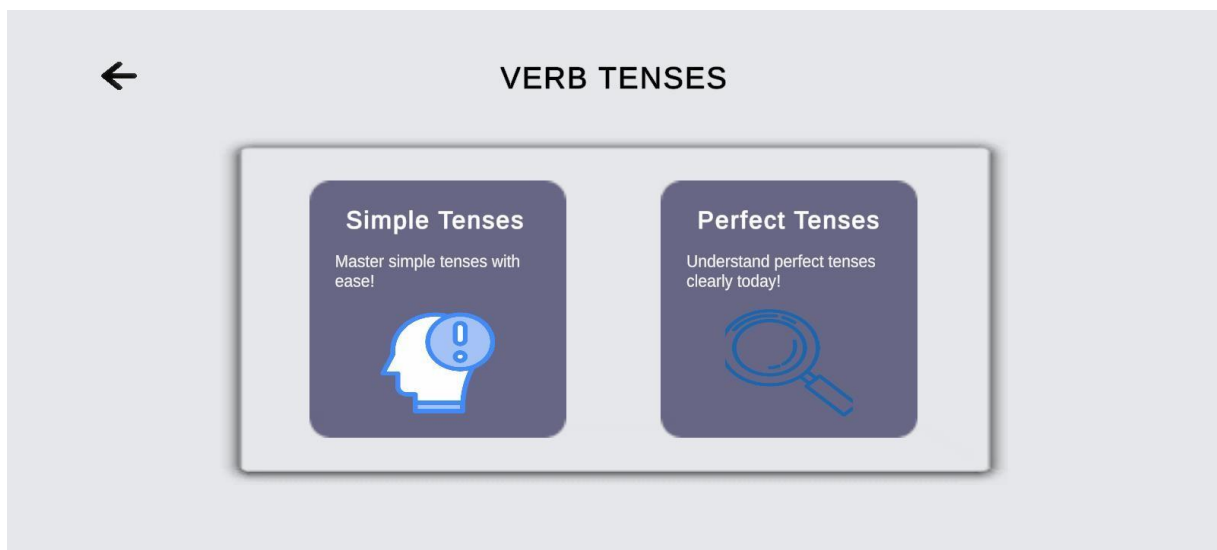 VERB TENSES
Simple Tenses
Master simple tenses with
ease!
Perfect Tenses
Understand perfect tenses
clearly today!